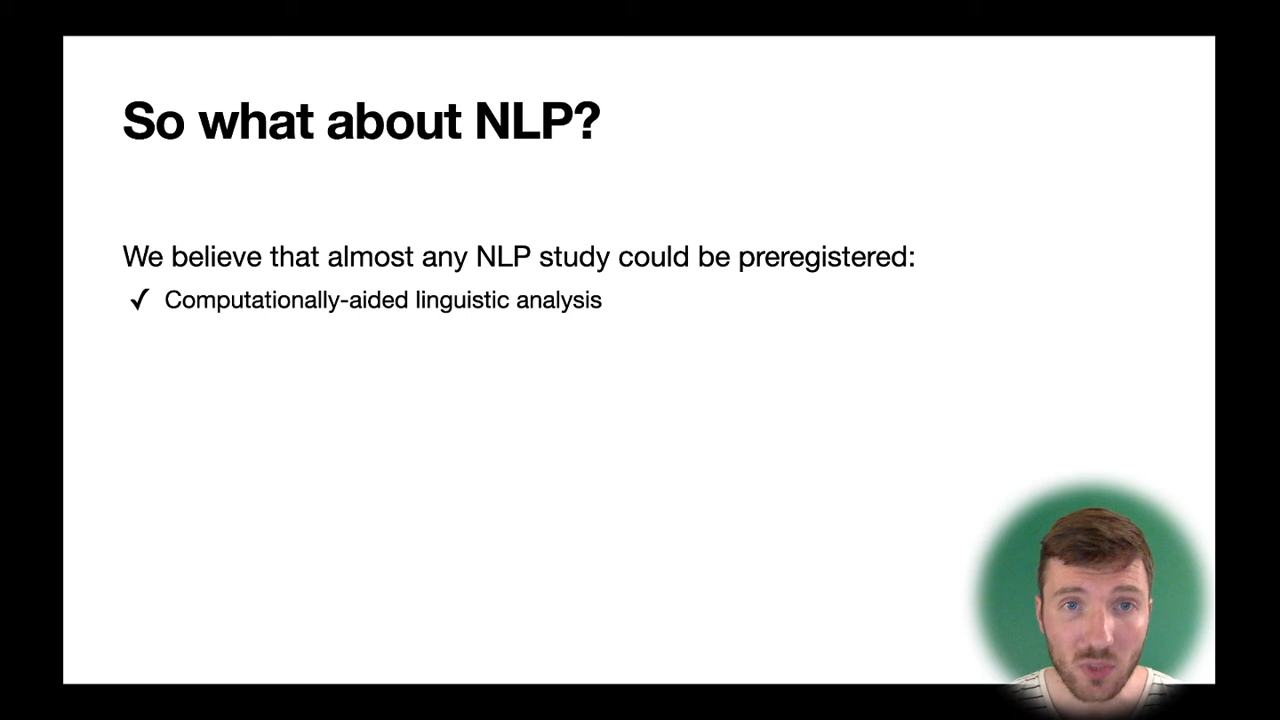 So what about NLP?
We believe that almost any NLP study could be preregistered:
✓ Computationally-aided linguistic analysis